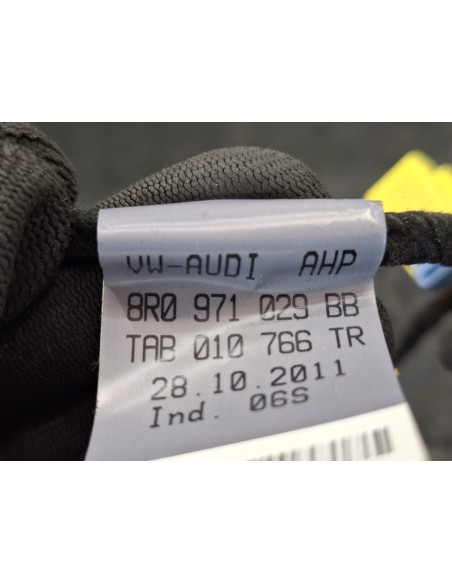 VW-AUDI AHP
8R0 971 029 BB
TAB 010 766 TR
28.10.2011
Ind. 06S